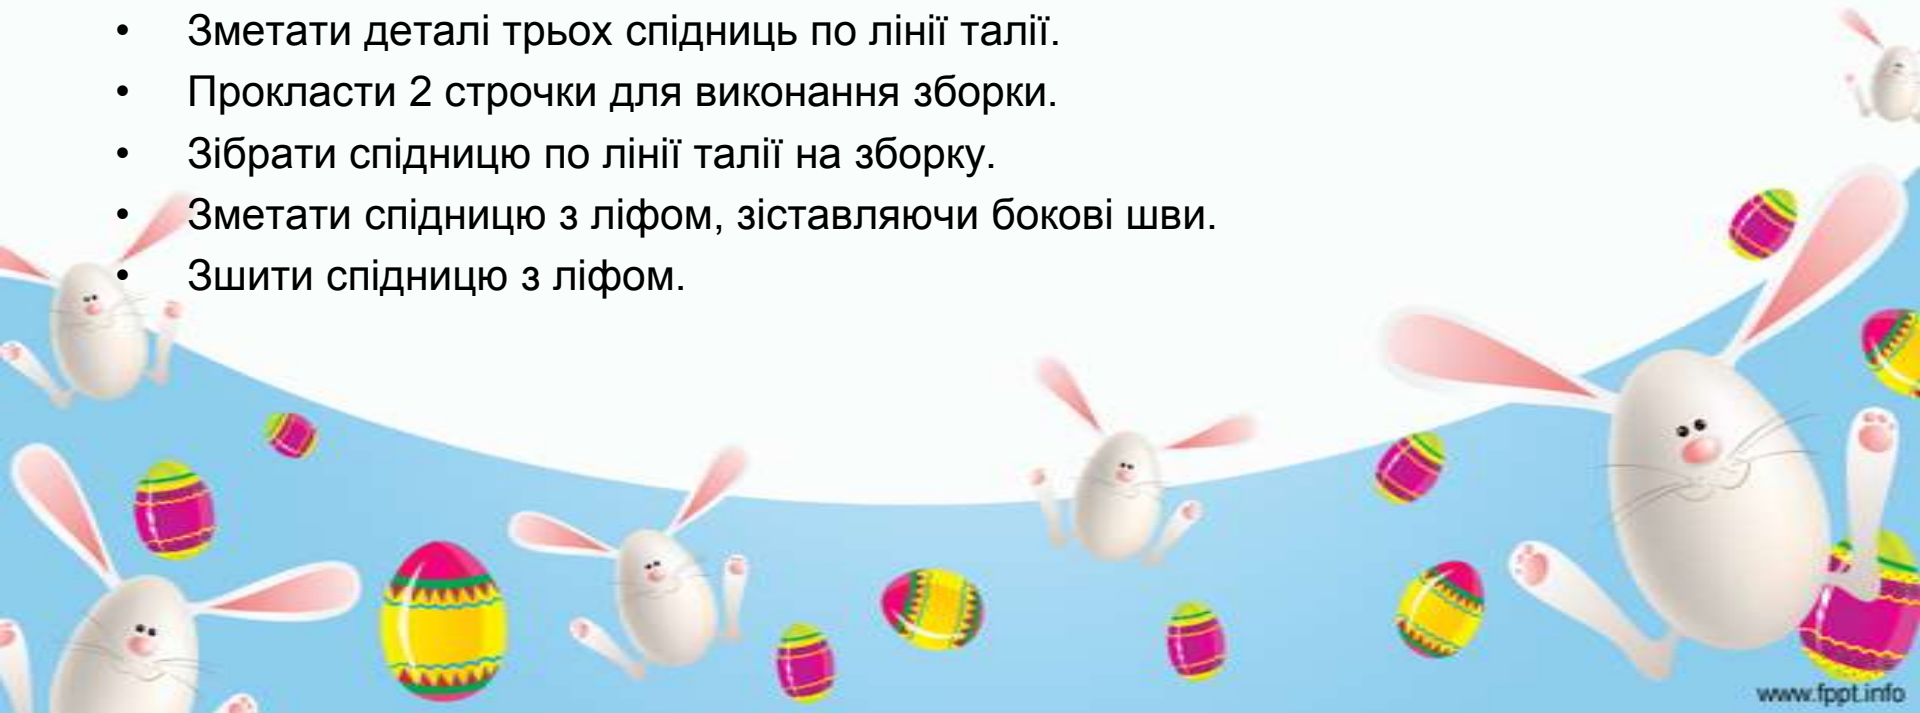 • Зметати деталі трьох спідниць по лінії талії.
• Прокласти 2 строчки для виконання зборки.
• Зібрати спідницю по лінії талії на зборку.
• Зметати спідницю з ліфом, зіставляючи бокові шви.
• Зшити спідницю з ліфом.
www.fppt.info